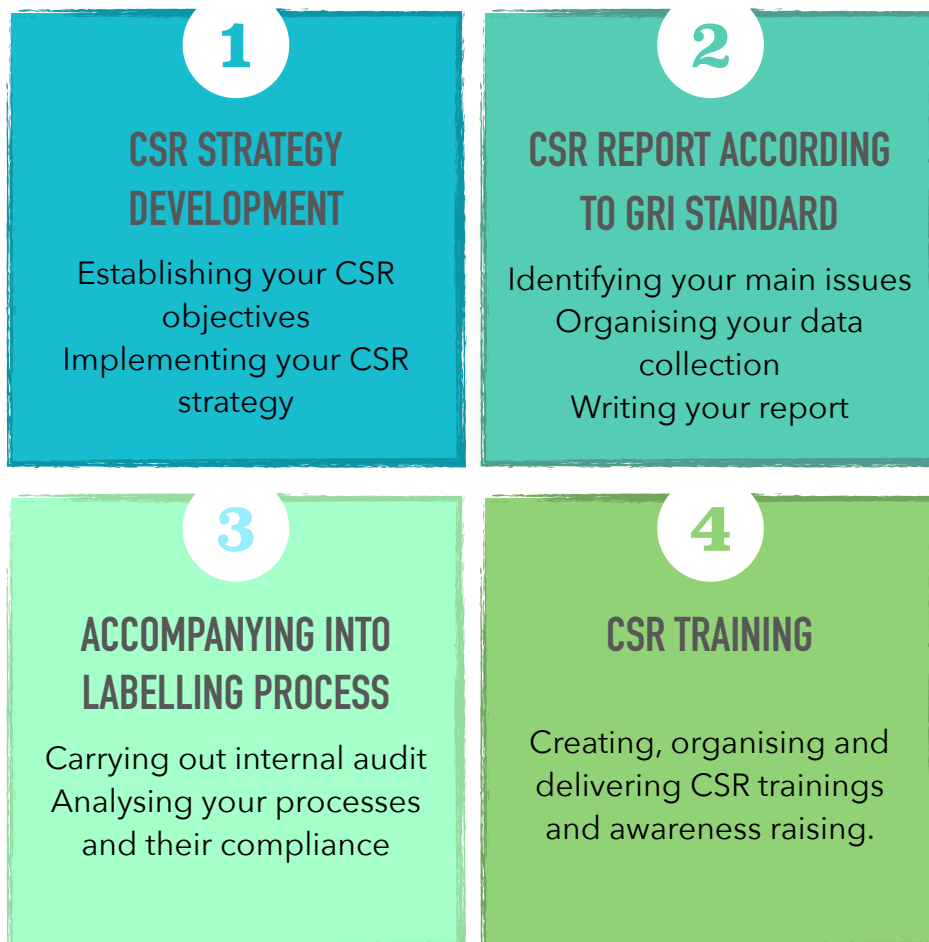 1
CSR STRATEGY
DEVELOPMENT
Establishing your CSR
objectives
Implementing your CSR
strategy
2
CSR REPORT ACCORDING
TO GRI STANDARD
Identifying your main issues
Organising your data
collection
Writing your report
3
ACCOMPANYING INTO
LABELLING PROCESS
Carrying out internal audit
Analysing your processes
and their compliance
4
CSR TRAINING
Creating, organising and
delivering CSR trainings
and awareness raising.